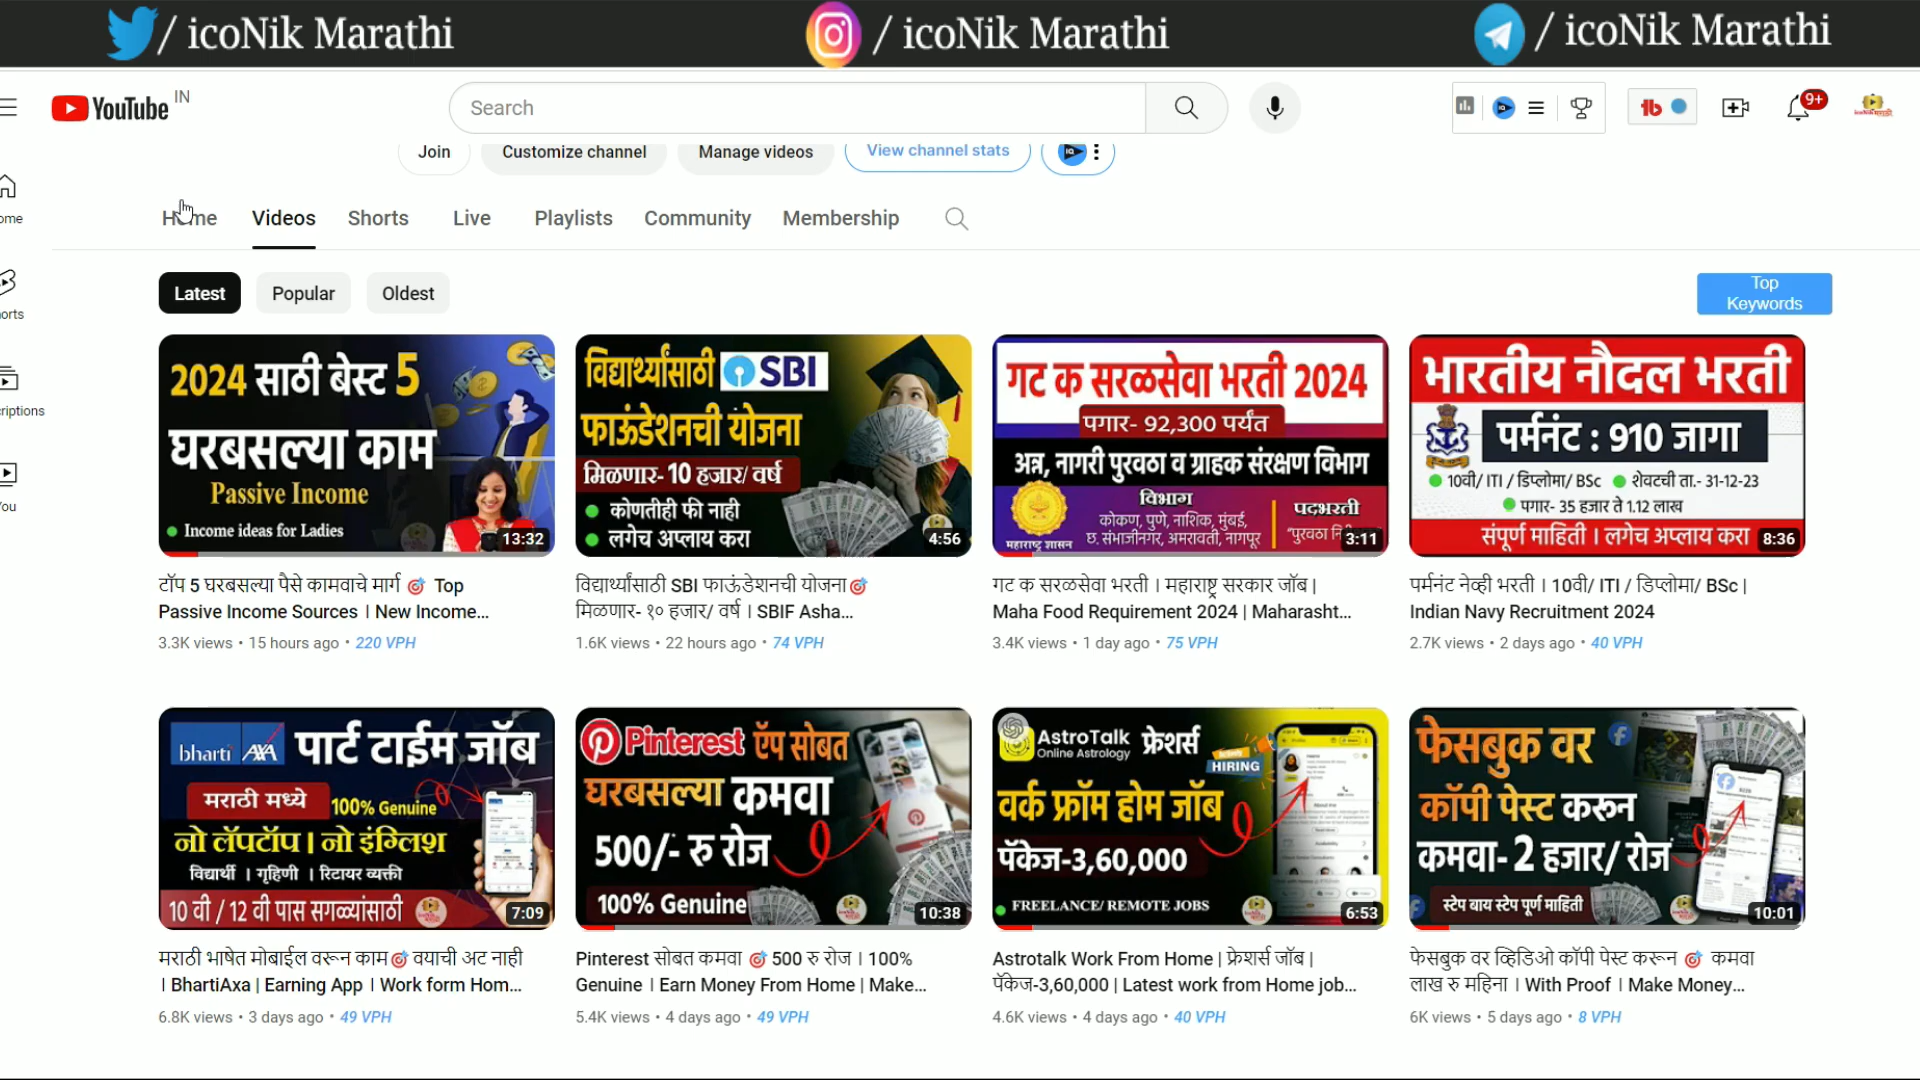 / icoNik Marathi
/ icoNik Marathi
/ icoNik Marathi
YouTube IN
Search
9+
Join
Customize channel
Manage videos
View channel stats
Home
Videos
Shorts
Live
Playlists
Community
Membership
Latest
Popular
Oldest
Top
Keywords
2024 साठी बेस्ट 5
घरबसल्या काम
Passive Income
Income ideas for Ladies
13:32
टॉप 5 घरबसल्या पैसे कामवाचे मार्ग 🎯 Top
Passive Income Sources । New Income...
3.3K views • 15 hours ago • 220 VPH
विद्यार्थ्यांसाठी SBI
फाऊंडेशनची योजना
मिळणार- 10 हजार/ वर्ष
कोणतीही फी नाही
लगेच अप्लाय करा
4:56
विद्यार्थ्यांसाठी SBI फाऊंडेशनची योजना🎯
मिळणार- १० हजार/ वर्ष । SBIF Asha...
1.6K views • 22 hours ago • 74 VPH
गट क सरळसेवा भरती 2024
पगार- 92,300 पर्यंत
अन्न, नागरी पुरवठा व ग्राहक संरक्षण विभाग
विभाग
कोकण, पुणे, नाशिक, मुंबई,
छ. संभाजीनगर, अमरावती, नागपूर
पदभरती
"पुरवठा
महाराष्ट्र शासन
3:11
गट क सरळसेवा भरती । महाराष्ट्र सरकार जॉब |
Maha Food Requirement 2024 | Maharasht...
3.4K views • 1 day ago • 75 VPH
भारतीय नौदल भरती
पर्मनंट : 910 जागा
10वी/ ITI / डिप्लोमा/ BSc
शेवटची ता.- 31-12-23
पगार- 35 हजार ते 1.12 लाख
संपूर्ण माहिती । लगेच अप्लाय करा
8:36
पर्मनंट नेव्ही भरती । 10वी/ ITI / डिप्लोमा/ BSc |
Indian Navy Recruitment 2024
2.7K views • 2 days ago • 40 VPH
bharti AXA पार्ट टाईम जॉब
मराठी मध्ये 100% Genuine
नो लॅपटॉप | नो इंग्लिश
विद्यार्थी । गृहिणी । रिटायर व्यक्ती
10 वी / 12 वी पास सगळ्यांसाठी
7:09
मराठी भाषेत मोबाईल वरून काम🎯 वयाची अट नाही
। BhartiAxa | Earning App । Work form Hom...
6.8K views • 3 days ago • 49 VPH
Pinterest ऍप सोबत
घरबसल्या कमवा
500/- रु रोज
100% Genuine
10:38
Pinterest सोबत कमवा 🎯 500 रु रोज । 100%
Genuine । Earn Money From Home | Make...
5.4K views • 4 days ago • 49 VPH
AstroTalk
Online Astrology
फ्रेशर्स
HIRING
वर्क फ्रॉम होम जॉब
पॅकेज-3,60,000
FREELANCE/ REMOTE JOBS
6:53
Astrotalk Work From Home | फ्रेशर्स जॉब |
पॅकेज-3,60,000 | Latest work from Home job...
4.6K views • 4 days ago • 40 VPH
फेसबुक वर
कॉपी पेस्ट करून
कमवा- 2 हजार/ रोज
स्टेप बाय स्टेप पूर्ण माहिती
10:01
फेसबुक वर व्हिडिओ कॉपी पेस्ट करून 🎯 कमवा
लाख रु महिना । With Proof । Make Money...
6K views • 5 days ago • 8 VPH